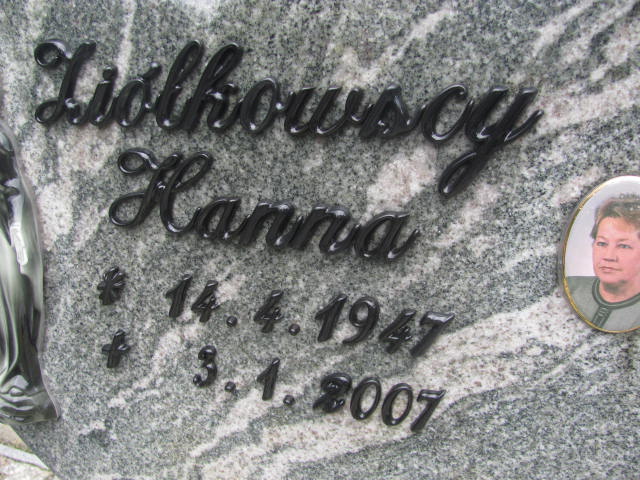 Ziółkowscy
Hanna
* 14.4.1947
+ 3.1.2007